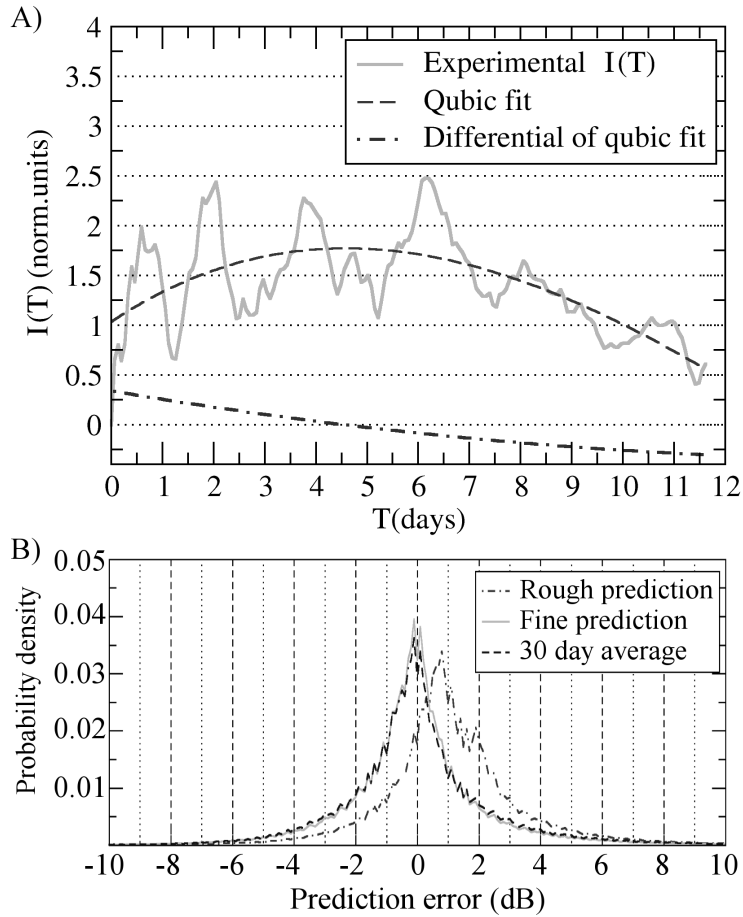 A)
4
3.5
3
2.5
2
1.5
1
0.5
0
I(T) (norm.units)
Experimental I(T)
Qubic fit
Differential of qubic fit
0 1 2 3 4 5 6 7 8 9 10 11 12
T(days)
B)
0.05
0.04
0.03
0.02
0.01
Probability density
Rough prediction
Fine prediction
30 day average
-10 -8 -6 -4 -2 0 2 4 6 8 10
Prediction error (dB)